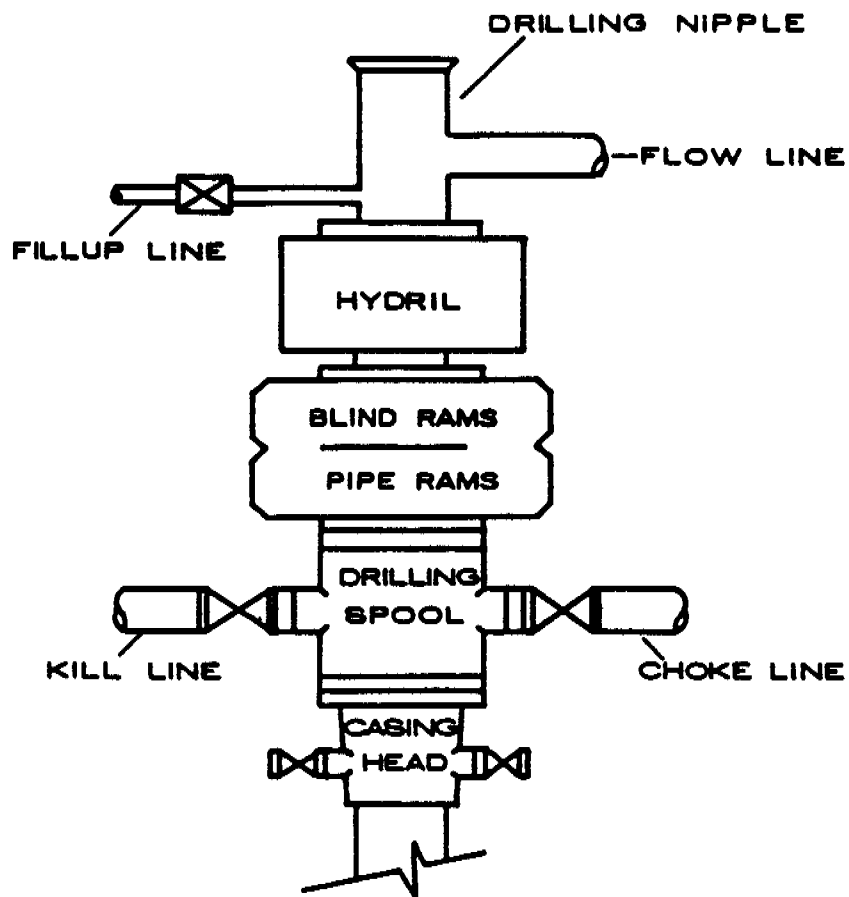 DRILLING NIPPLE
FLOW LINE
FILLUP LINE
HYDRIL
BLIND RAMS
PIPE RAMS
DRILLING
SPOOL
KILL LINE
CHOKE LINE
CASING
HEAD